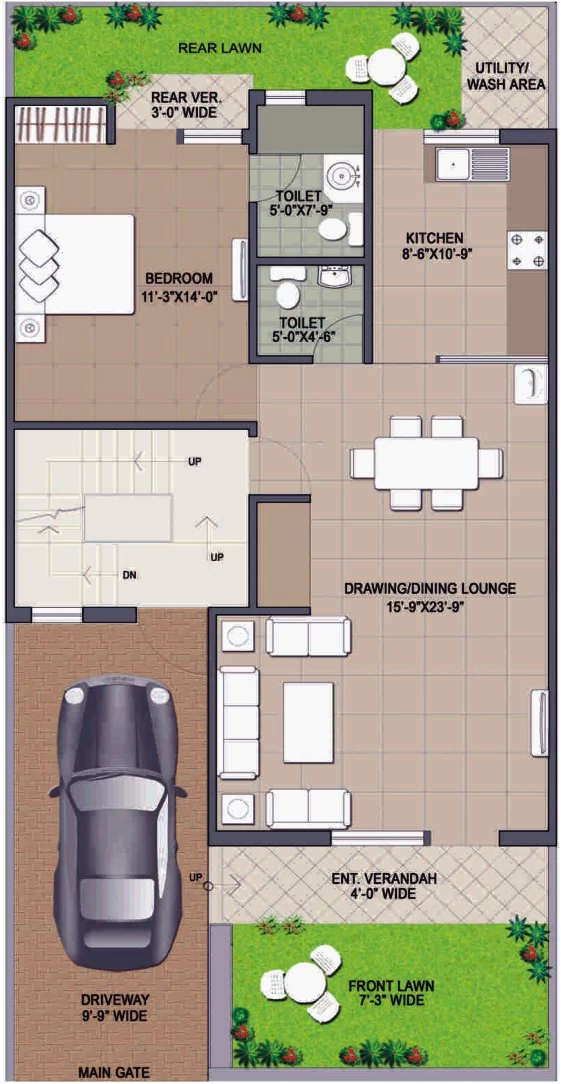 REAR LAWN
UTILITY/
WASH AREA
REAR VER.
3'-0" WIDE
TOILET
5'-0"X7'-9"
KITCHEN
8'-6"X10'-9"
BEDROOM
11'-3"X14'-0"
TOILET
5'-0"X4'-6"
UP
UP
DN
DRAWING/DINING LOUNGE
15'-9"X23'-9"
UP
ENT. VERANDAH
4'-0" WIDE
FRONT LAWN
7'-3" WIDE
DRIVEWAY
9'-9" WIDE
MAIN GATE